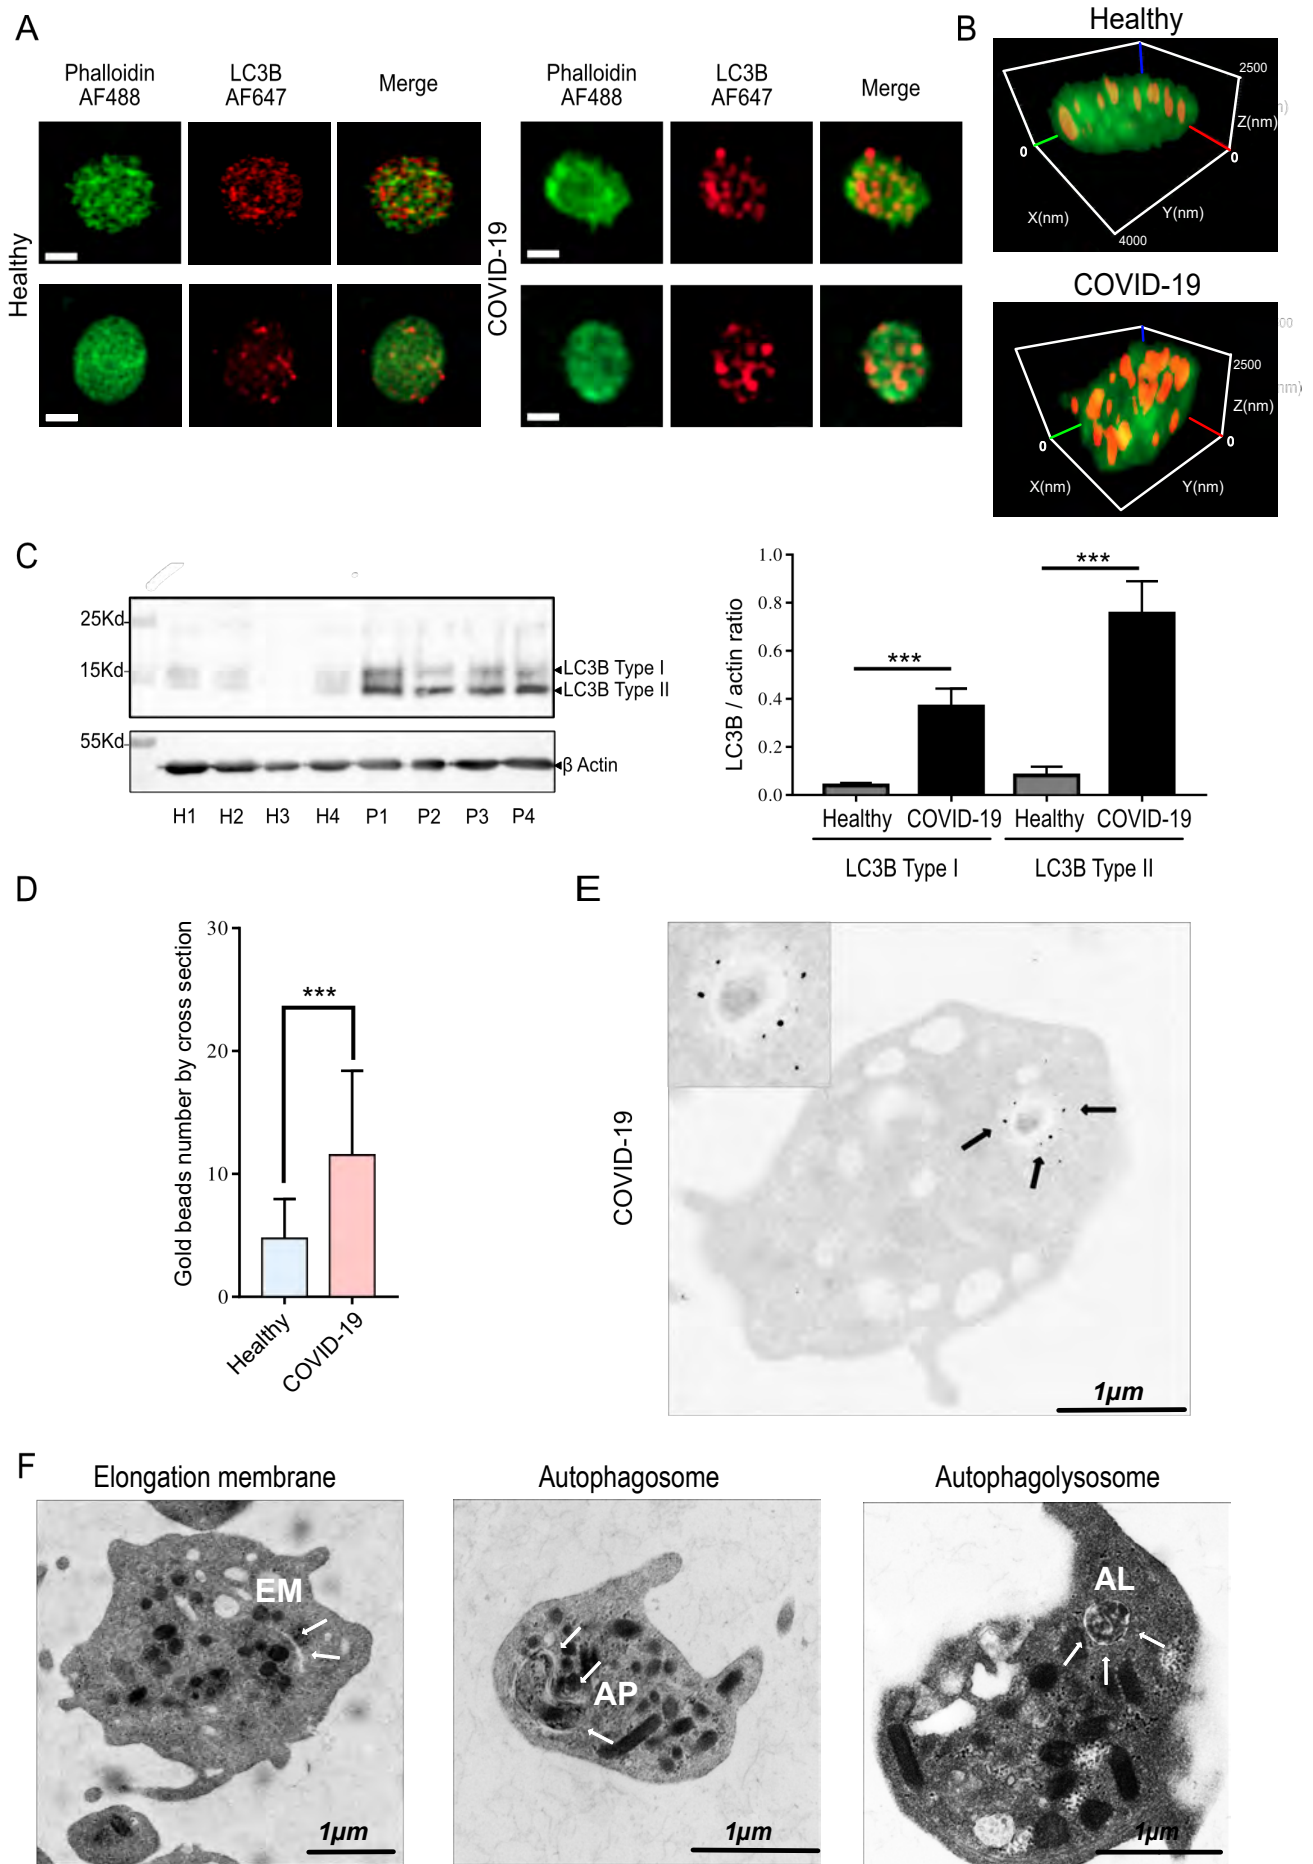 A
Phalloidin
AF488
LC3B
AF647
Merge
Phalloidin
AF488
LC3B
AF647
Merge
Healthy
COVID-19
B
Healthy
2500
Z(nm)
0
0
X(nm)
Y(nm)
4000
COVID-19
2500
Z(nm)
0
0
X(nm)
Y(nm)
C
25Kd
15Kd
LC3B Type I
LC3B Type II
55Kd
β Actin
H1 H2 H3 H4 P1 P2 P3 P4
LC3B / actin ratio
1.0
0.8
0.6
0.4
0.2
0.0
***
***
Healthy COVID-19 Healthy COVID-19
LC3B Type I LC3B Type II
D
Gold beads number by cross section
30
20
10
0
***
Healthy
COVID-19
E
COVID-19
1µm
F
Elongation membrane
Autophagosome
Autophagolysosome
EM
AP
AL
1µm
1µm
1µm